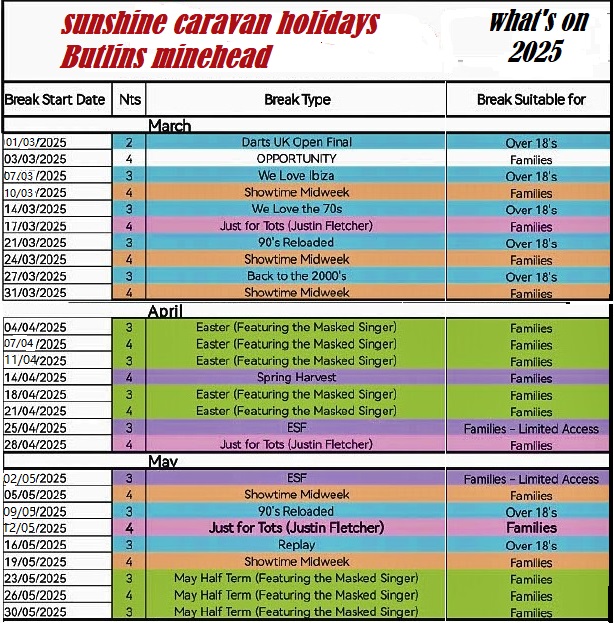 sunshine caravan holidays
Butlins minehead
what's on
2025
Break Start Date Nts Break Type Break Suitable for
March
01/03/2025 2 Darts UK Open Final Over 18's
03/03/2025 4 OPPORTUNITY Families
07/03/2025 3 We Love Ibiza Over 18's
10/03/2025 4 Showtime Midweek Families
14/03/2025 3 We Love the 70s Over 18's
17/03/2025 4 Just for Tots (Justin Fletcher) Families
21/03/2025 3 90's Reloaded Over 18's
24/03/2025 4 Showtime Midweek Families
27/03/2025 3 Back to the 2000's Over 18's
31/03/2025 4 Showtime Midweek Families
April
04/04/2025 3 Easter (Featuring the Masked Singer) Families
07/04/2025 4 Easter (Featuring the Masked Singer) Families
11/04/2025 3 Easter (Featuring the Masked Singer) Families
14/04/2025 4 Spring Harvest Families
18/04/2025 3 Easter (Featuring the Masked Singer) Families
21/04/2025 4 Easter (Featuring the Masked Singer) Families
25/04/2025 3 ESF Families - Limited Access
28/04/2025 4 Just for Tots (Justin Fletcher) Families
May
02/05/2025 3 ESF Families - Limited Access
05/05/2025 4 Showtime Midweek Families
09/05/2025 3 90's Reloaded Over 18's
12/05/2025 4 Just for Tots (Justin Fletcher) Families
16/05/2025 3 Replay Over 18's
19/05/2025 4 Showtime Midweek Families
23/05/2025 3 May Half Term (Featuring the Masked Singer) Families
26/05/2025 4 May Half Term (Featuring the Masked Singer) Families
30/05/2025 3 May Half Term (Featuring the Masked Singer) Families